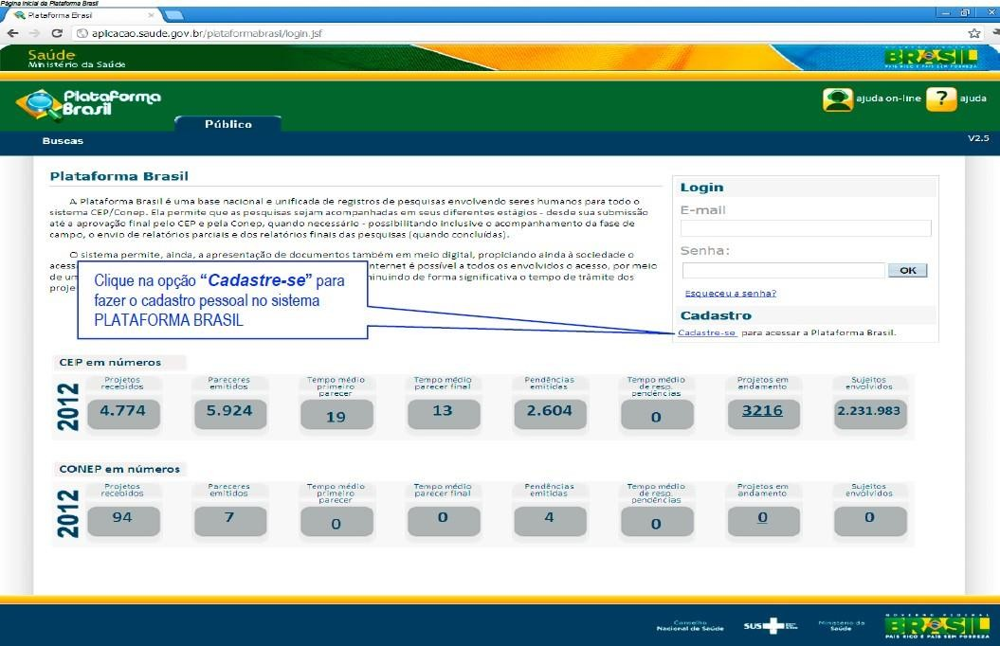 Página inicial da Plataforma Brasil
Plataforma Brasil
aplicacao.saude.gov.br/plataformabrasil/login.jsf
Saúde
Ministério da Saúde
BRASIL
PAÍS RICO É PAÍS SEM POBREZA
Plataforma
Brasil
ajuda on-line
? ajuda
Público
Buscas
V2.5
Plataforma Brasil
A Plataforma Brasil é uma base nacional e unificada de registros de pesquisas envolvendo seres humanos para todo o
sistema CEP/Conep. Ela permite que as pesquisas sejam acompanhadas em seus diferentes estágios - desde sua submissão
até a aprovação final pelo CEP e pela Conep, quando necessário - possibilitando inclusive o acompanhamento da fase de
campo, o envio de relatórios parciais e dos relatórios finais das pesquisas (quando concluídas).
O sistema permite, ainda, a apresentação de documentos também em meio digital, propiciando ainda à sociedade o
acess nternet é possível a todos os envolvidos o acesso, por meio
de um inuindo de forma significativa o tempo de trâmite dos
proje
Clique na opção “Cadastre-se” para
fazer o cadastro pessoal no sistema
PLATAFORMA BRASIL
Login
E-mail
Senha:
OK
Esqueceu a senha?
Cadastro
Cadastre-se para acessar a Plataforma Brasil.
CEP em números
2012
Projetos recebidos
4.774
Pareceres emitidos
5.924
Tempo médio primeiro parecer
19
Tempo médio parecer final
13
Pendências emitidas
2.604
Tempo médio de resp. pendências
0
Projetos em andamento
3216
Sujeitos envolvidos
2.231.983
CONEP em números
2012
Projetos recebidos
94
Pareceres emitidos
7
Tempo médio primeiro parecer
0
Tempo médio parecer final
0
Pendências emitidas
4
Tempo médio de resp. pendências
0
Projetos em andamento
0
Sujeitos envolvidos
0
Conselho
Nacional de Saúde
SUS
Ministério da
Saúde
GOVERNO FEDERAL
BRASIL
PAÍS RICO É PAÍS SEM POBREZA